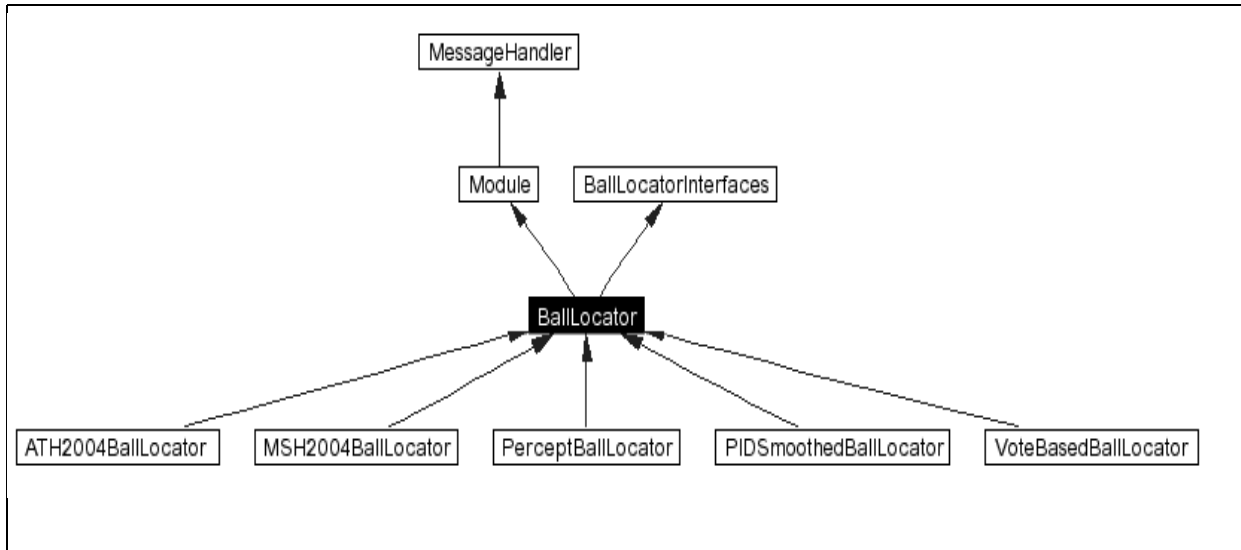 MessageHandler
Module
BallLocatorInterfaces
BallLocator
ATH2004BallLocator
MSH2004BallLocator
PerceptBallLocator
PIDSmoothedBallLocator
VoteBasedBallLocator